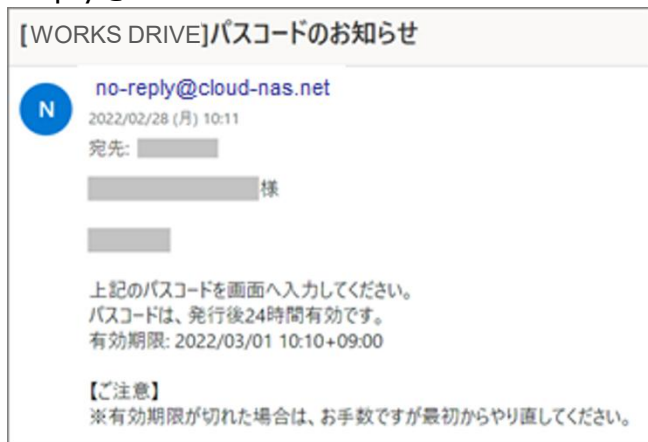 [WORKS DRIVE]パスコードのお知らせ
N
no-reply@cloud-nas.net
2022/02/28 (月) 10:11
宛先:
様
上記のパスコードを画面へ入力してください。
パスコードは、発行後24時間有効です。
有効期限: 2022/03/01 10:10+09:00
【ご注意】
※有効期限が切れた場合は、お手数ですが最初からやり直してください。